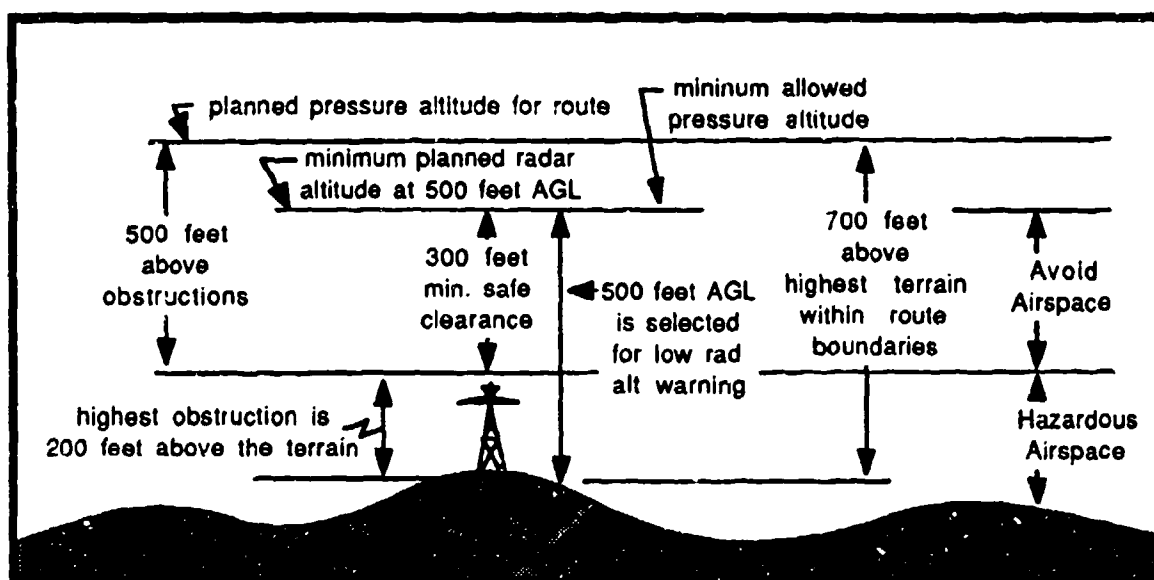 planned pressure altitude for route
mininum allowed
pressure altitude
minimum planned radar
altitude at 500 feet AGL
500 feet
above
obstructions
300 feet
min. safe
clearance
500 feet AGL
is selected
for low rad
alt warning
700 feet
above
highest terrain
within route
boundaries
Avoid
Airspace
highest obstruction is
200 feet above the terrain
Hazardous
Airspace